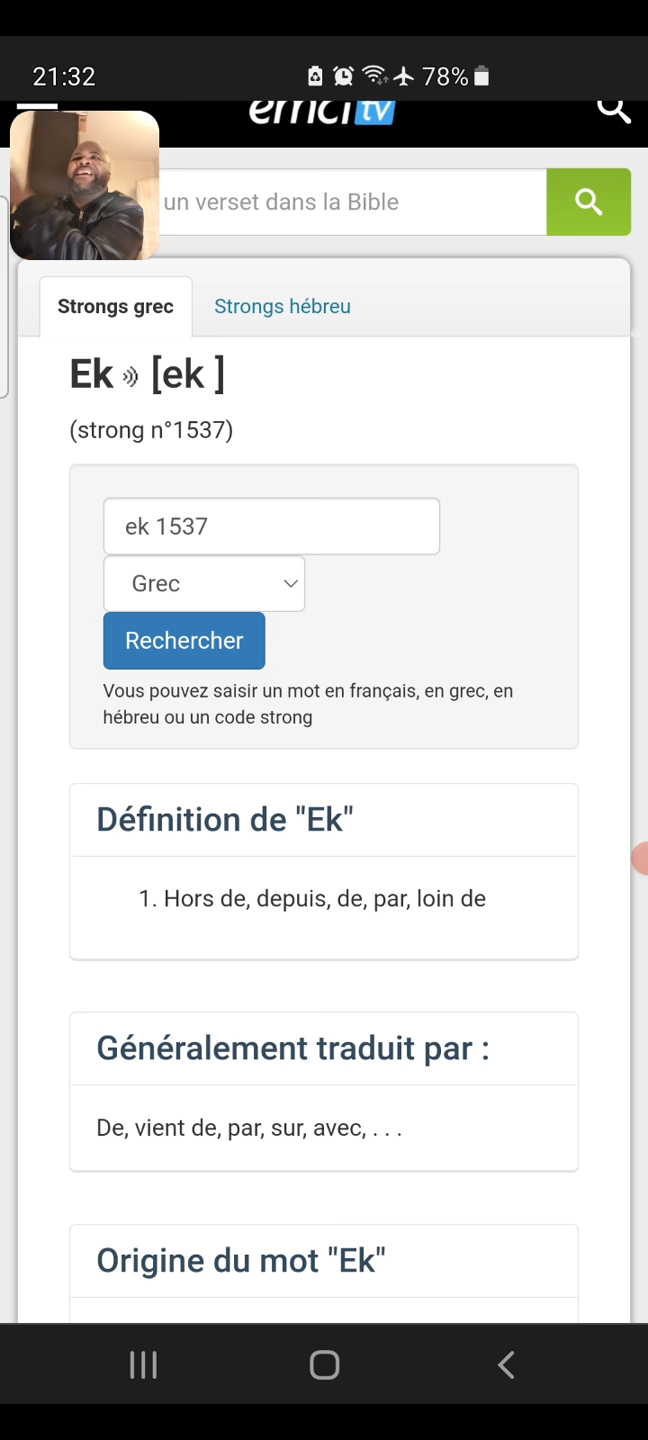 21:32
78%
emci tv
un verset dans la Bible
Strongs grec
Strongs hébreu
Ek [ek ]
(strong n°1537)
ek 1537
Grec
Rechercher
Vous pouvez saisir un mot en français, en grec, en
hébreu ou un code strong
Définition de "Ek"
1. Hors de, depuis, de, par, loin de
Généralement traduit par :
De, vient de, par, sur, avec, . . .
Origine du mot "Ek"